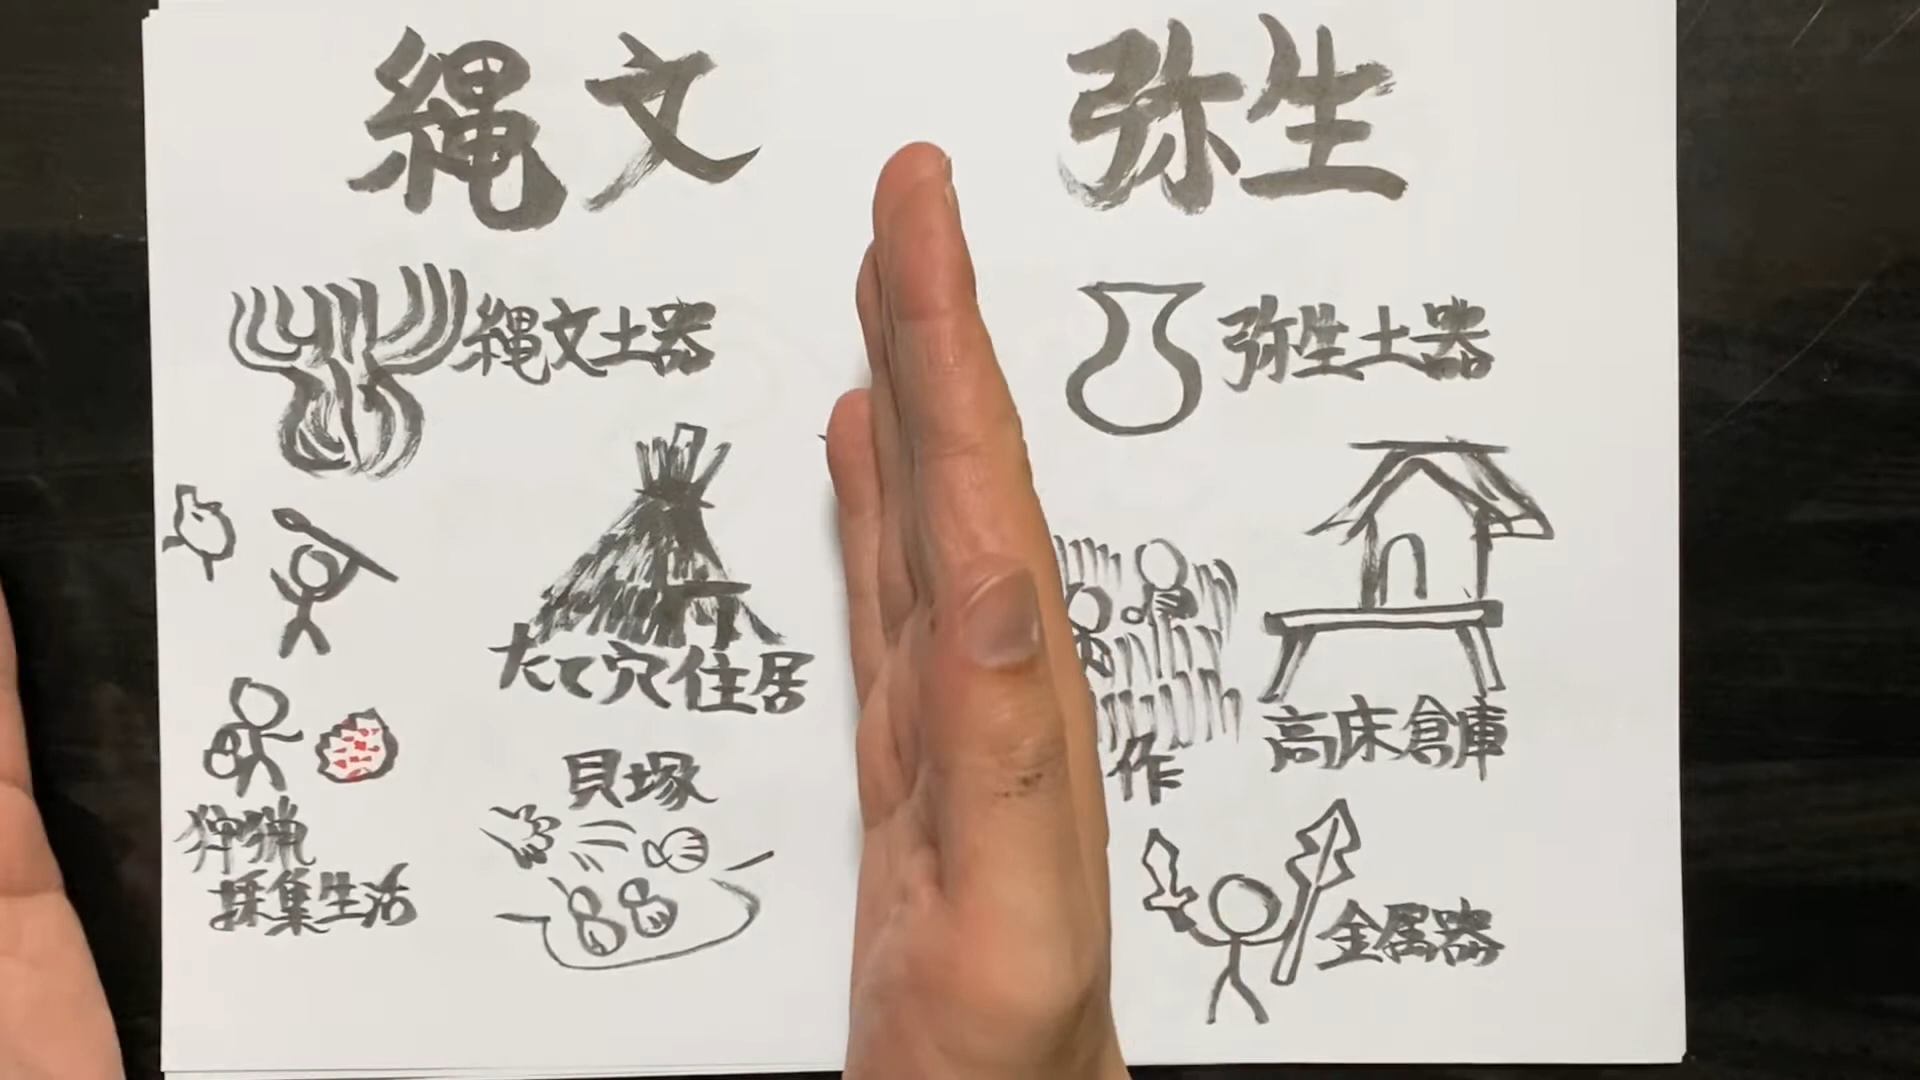 縄文
縄文土器
たて穴住居
狩猟
採集生活
貝塚
弥生
弥生土器
高床倉庫
作
金属器